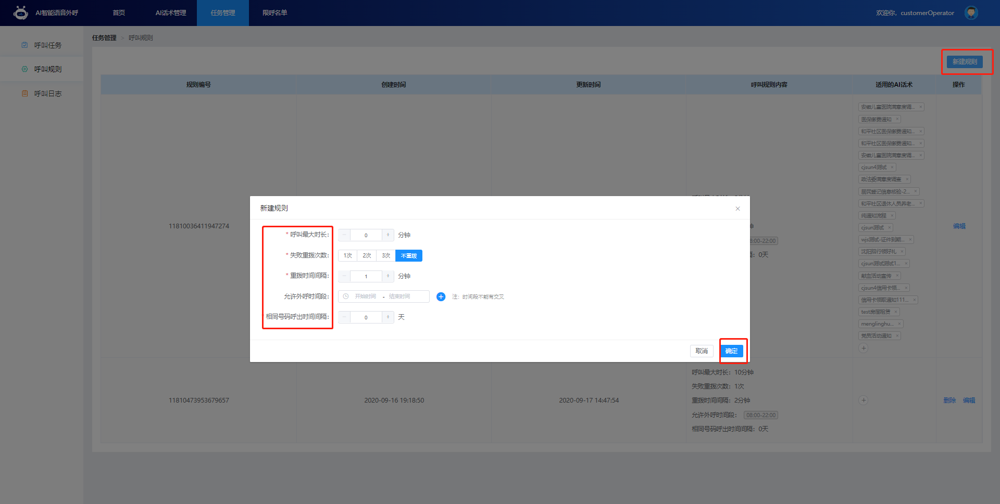 AI智能语音外呼 首页 AI话术管理 任务管理 限呼名单 欢迎你，customerOperator
任务管理 > 呼叫规则
呼叫任务
呼叫规则
呼叫日志
新建规则
规则编号 创建时间 更新时间 呼叫规则内容 适用的AI话术 操作
安徽儿童医院满意度调... ×
医保缴费通知 ×
和平社区医保缴费通知... ×
和平社区医保缴费通知... ×
安徽儿童医院满意度调... ×
cjsun4测试 ×
政法委满意度调查 ×
居民登记信息核验-2... ×
和平社区退休人员养老... ×
纯通知流程 ×
cjsun测试 ×
wjs测试-证件到期... ×
沈阳招行领好礼 ×
cjsun测试测试1... ×
献血活动宣传 ×
cjsun4信用卡领... ×
信用卡领取通知111... ×
test房屋租赁 ×
menglinghu... ×
党员活动通知 ×
+
11810036411947274
钟
8:00-22:00
隔：0天
编辑
新建规则 ×
* 呼叫最大时长： − 0 + 分钟
* 失败重拨次数： 1次 2次 3次 不重拨
* 重拨时间间隔： − 1 + 分钟
允许外呼时间段： 开始时间 - 结束时间 + 注：时间段不能有交叉
* 相同号码呼出时间间隔： − 0 + 天
取消 确定
11810473953679657 2020-09-16 19:18:50 2020-09-17 14:47:54
呼叫最大时长：10分钟
失败重拨次数：1次
重拨时间间隔：2分钟
允许外呼时间段： 08:00-22:00
相同号码呼出时间间隔：0天
+
删除 编辑